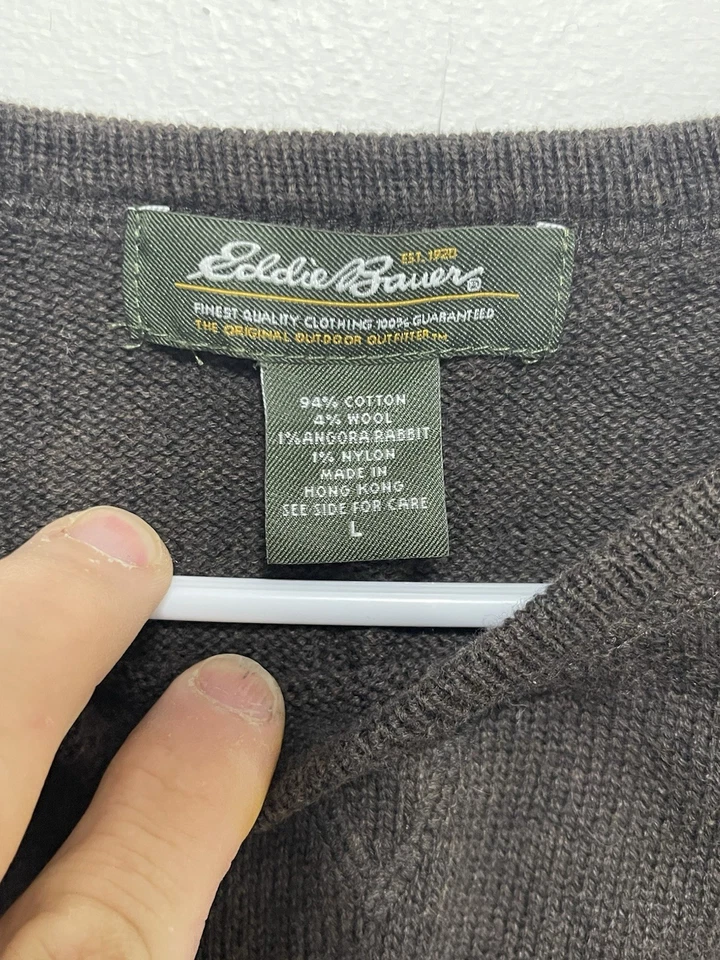 EST. 1920
Eddie Bauer®
FINEST QUALITY CLOTHING 100% GUARANTEED
THE ORIGINAL OUTDOOR OUTFITTER™
94% COTTON
4% WOOL
1% ANGORA RABBIT
1% NYLON
MADE IN
HONG KONG
SEE SIDE FOR CARE
L